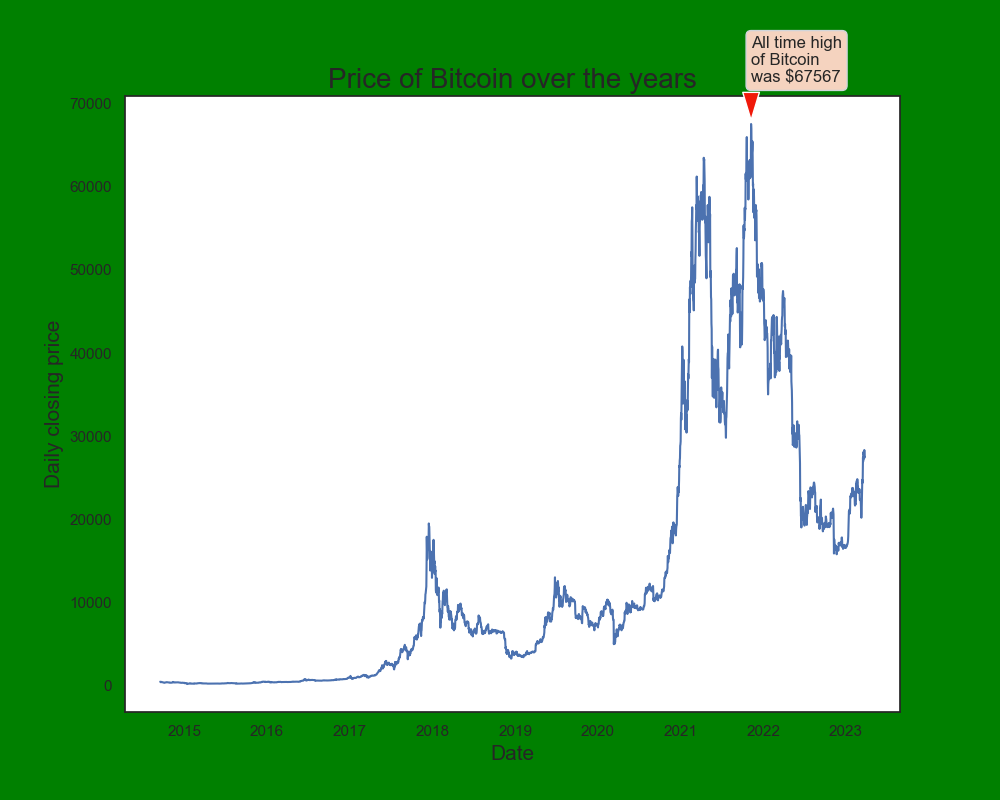 All time high
of Bitcoin
was $67567
Price of Bitcoin over the years
70000
60000
50000
40000
30000
20000
10000
0
Daily closing price
2015 2016 2017 2018 2019 2020 2021 2022 2023
Date